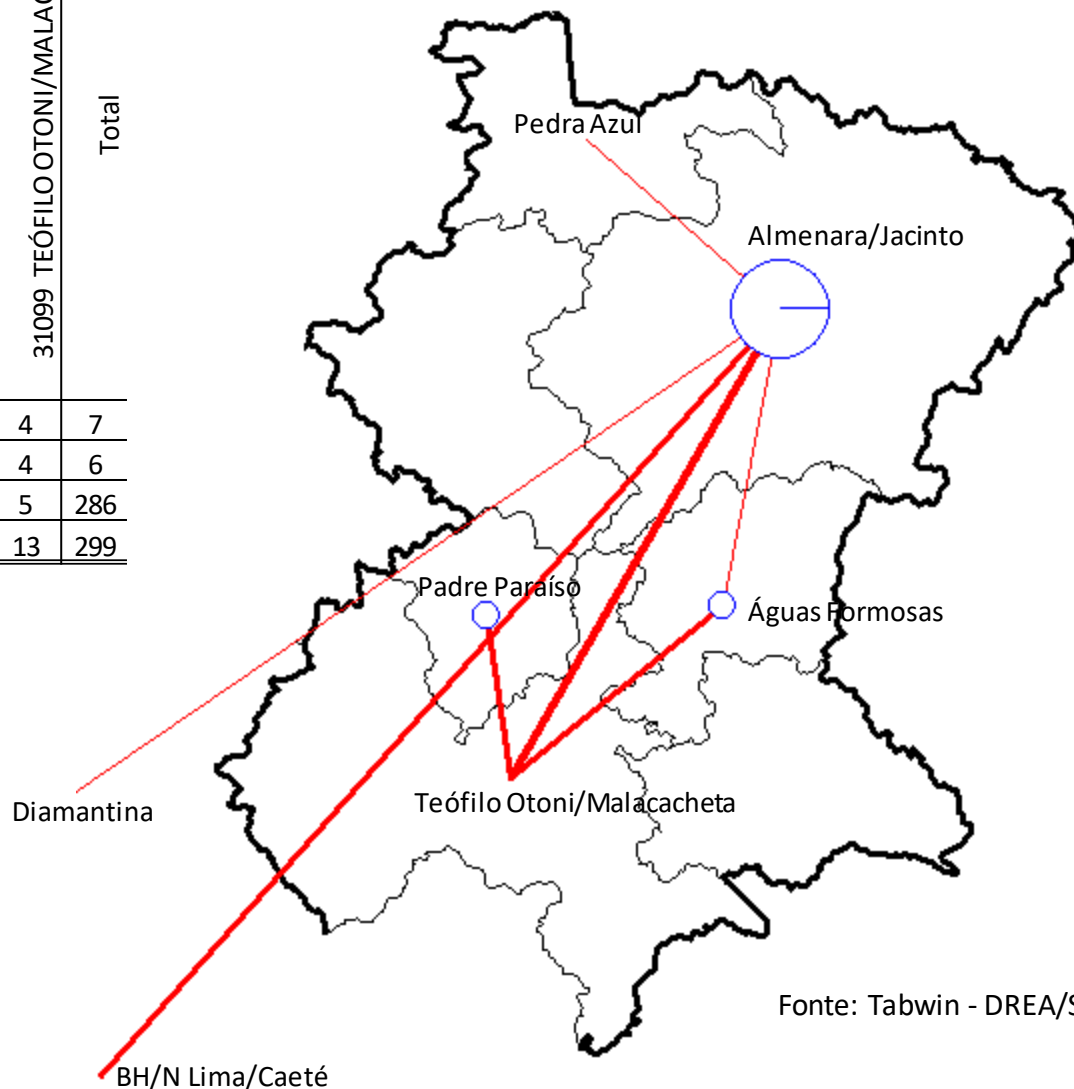 31099 TEÓFILO OTONI/MALAC
Total
4 7
4 6
5 286
13 299
Pedra Azul
Almenara/Jacinto
Padre Paraíso
Águas Formosas
Diamantina
Teófilo Otoni/Malacacheta
Fonte: Tabwin - DREA/S
BH/N Lima/Caeté